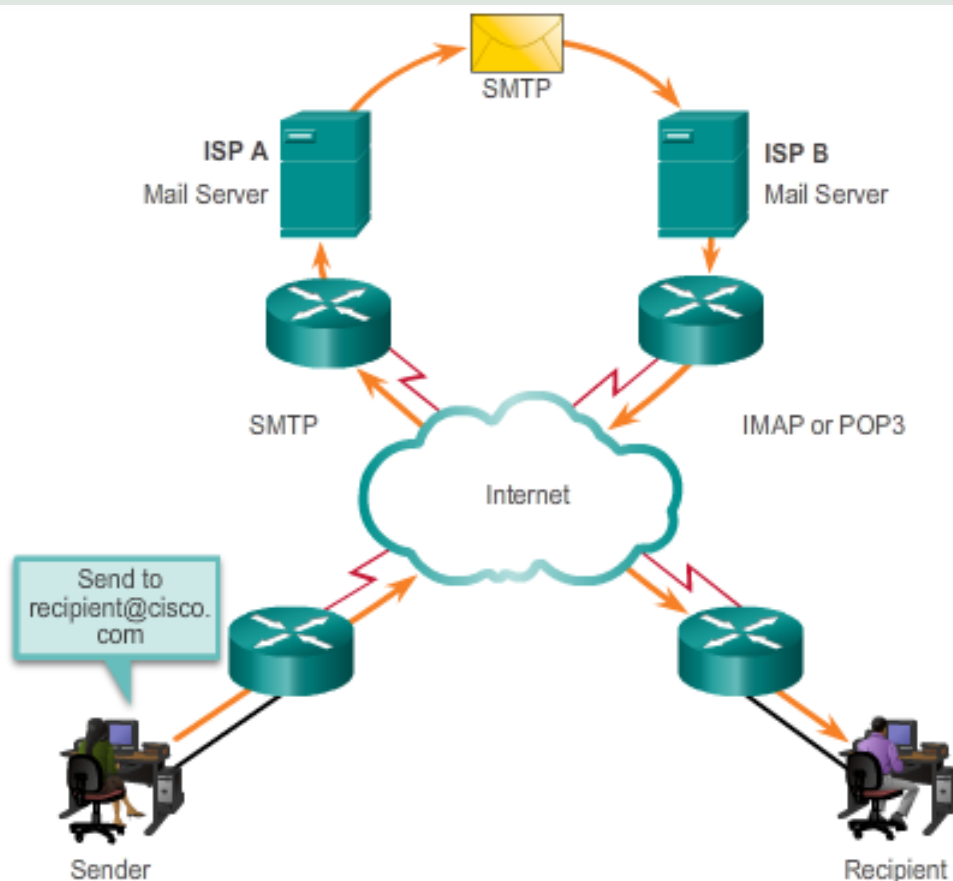 SMTP
ISP A
Mail Server
ISP B
Mail Server
SMTP
IMAP or POP3
Internet
Send to
recipient@cisco.
com
Sender
Recipient